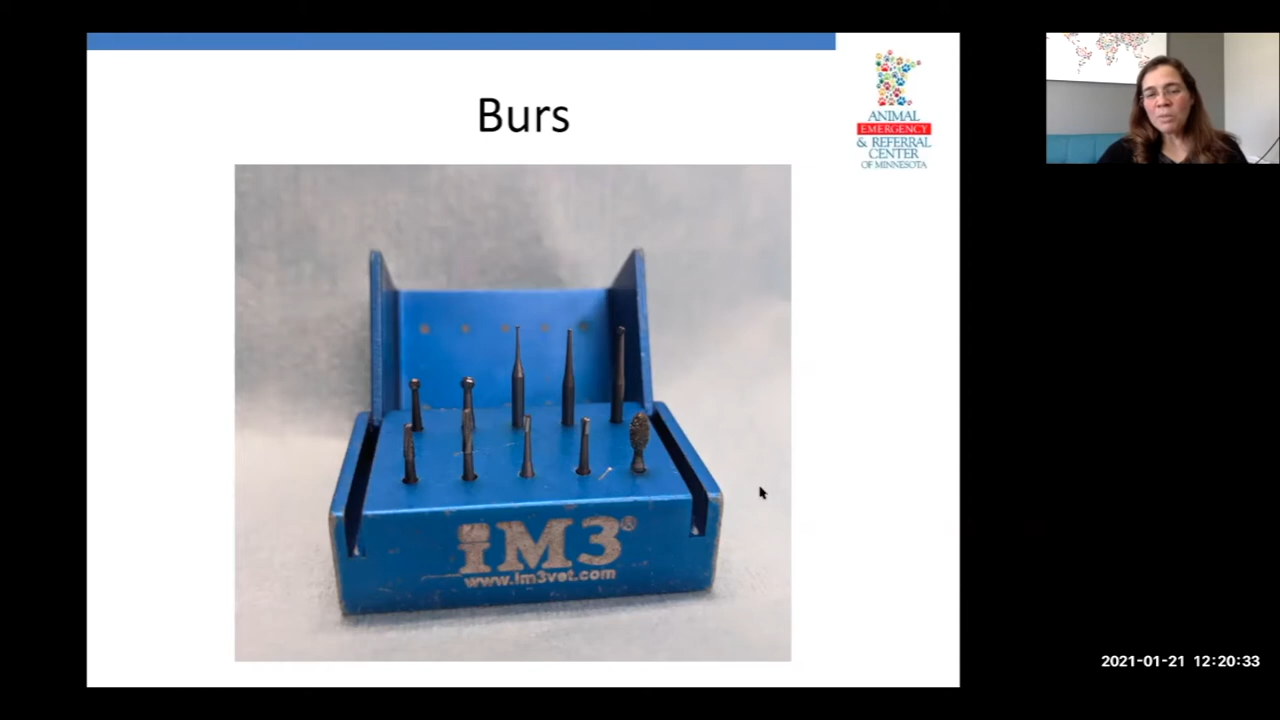 Burs
ANIMAL
EMERGENCY
& REFERRAL
CENTER
OF MINNESOTA
iM3®
www.im3vet.com
2021-01-21 12:20:33